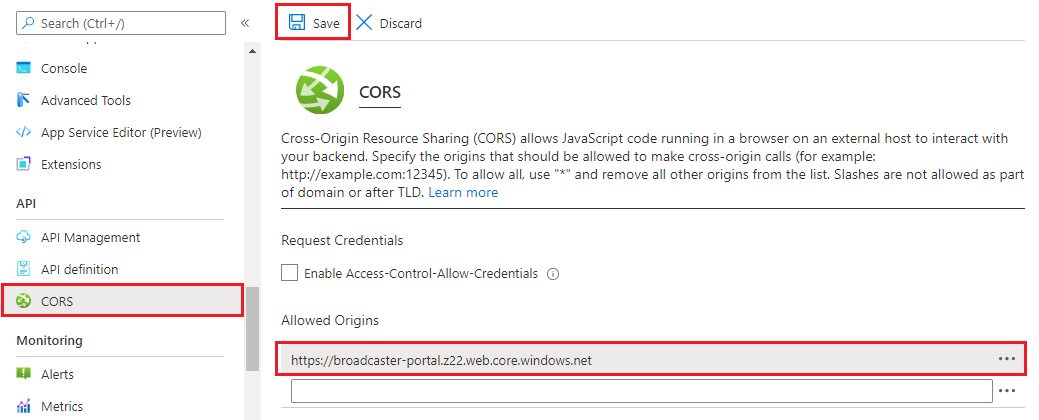 Search (Ctrl+/)
«
Console
Advanced Tools
App Service Editor (Preview)
Extensions
API
API Management
API definition
CORS
Monitoring
Alerts
Metrics
Save
Discard
CORS
Cross-Origin Resource Sharing (CORS) allows JavaScript code running in a browser on an external host to interact with
your backend. Specify the origins that should be allowed to make cross-origin calls (for example:
http://example.com:12345). To allow all, use "*" and remove all other origins from the list. Slashes are not allowed as part
of domain or after TLD. Learn more
Request Credentials
Enable Access-Control-Allow-Credentials
Allowed Origins
https://broadcaster-portal.z22.web.core.windows.net